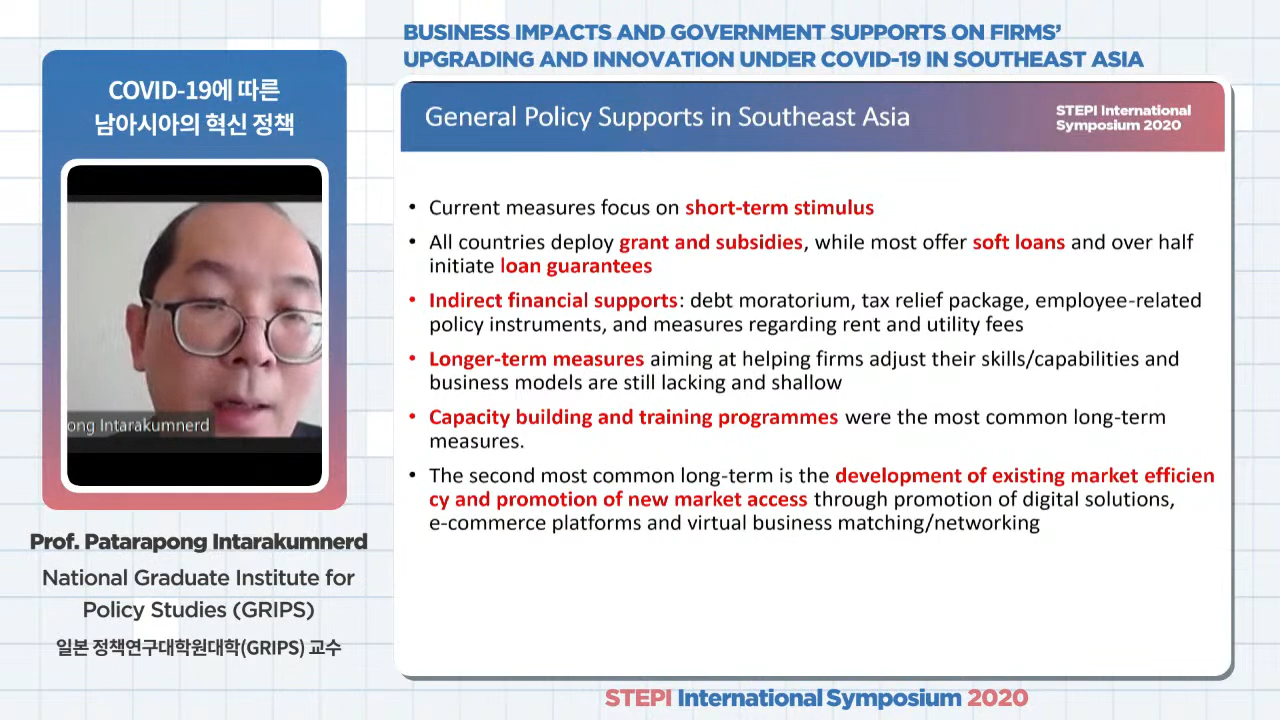 BUSINESS IMPACTS AND GOVERNMENT SUPPORTS ON FIRMS'
UPGRADING AND INNOVATION UNDER COVID-19 IN SOUTHEAST ASIA
COVID-19에 따른
남아시아의 혁신 정책
ong Intarakumnerd
Prof. Patarapong Intarakumnerd
National Graduate Institute for
Policy Studies (GRIPS)
일본 정책연구대학원대학(GRIPS) 교수
General Policy Supports in Southeast Asia
STEPI International
Symposium 2020
• Current measures focus on short-term stimulus
• All countries deploy grant and subsidies, while most offer soft loans and over half
initiate loan guarantees
• Indirect financial supports: debt moratorium, tax relief package, employee-related
policy instruments, and measures regarding rent and utility fees
• Longer-term measures aiming at helping firms adjust their skills/capabilities and
business models are still lacking and shallow
• Capacity building and training programmes were the most common long-term
measures.
• The second most common long-term is the development of existing market efficien
cy and promotion of new market access through promotion of digital solutions,
e-commerce platforms and virtual business matching/networking
STEPI International Symposium 2020